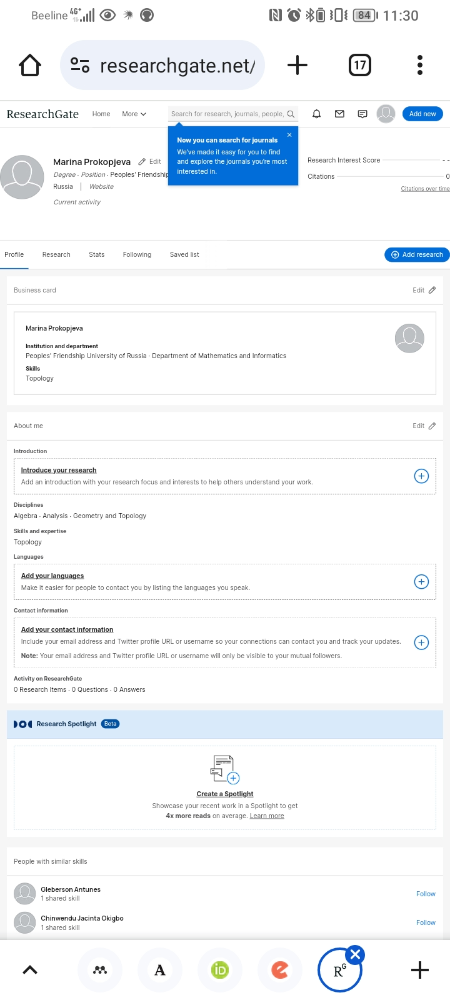 Beeline 4G+ 84 11:30
researchgate.net/ 17
ResearchGate Home More Search for research, journals, people, Add new
Now you can search for journals
We've made it easy for you to find
and explore the journals you're most
interested in.
Marina Prokopjeva Edit
Degree · Position · Peoples' Friendship
Russia | Website
Current activity
Research Interest Score - -
Citations 0
Citations over time
Profile Research Stats Following Saved list Add research
Business card Edit
Marina Prokopjeva
Institution and department
Peoples' Friendship University of Russia · Department of Mathematics and Informatics
Skills
Topology
About me Edit
Introduction
Introduce your research
Add an introduction with your research focus and interests to help others understand your work.
Disciplines
Algebra · Analysis · Geometry and Topology
Skills and expertise
Topology
Languages
Add your languages
Make it easier for people to contact you by listing the languages you speak.
Contact information
Add your contact information
Include your email address and Twitter profile URL or username so your connections can contact you and track your updates.
Note: Your email address and Twitter profile URL or username will only be visible to your mutual followers.
Activity on ResearchGate
0 Research Items · 0 Questions · 0 Answers
Research Spotlight Beta
Create a Spotlight
Showcase your recent work in a Spotlight to get
4x more reads on average. Learn more
People with similar skills
Gleberson Antunes
1 shared skill Follow
Chinwendu Jacinta Okigbo
1 shared skill Follow
A iD e RG